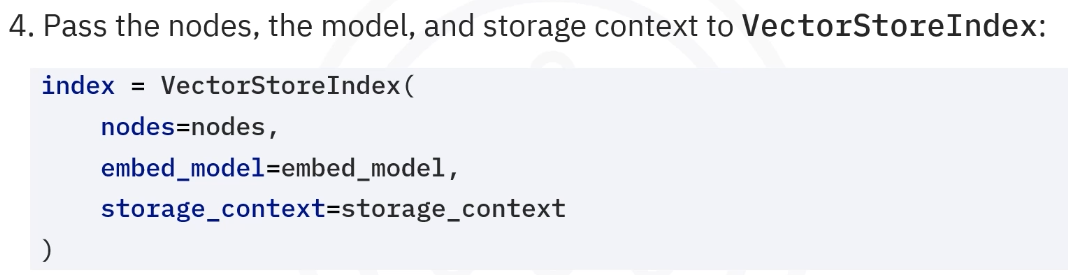 4. Pass the nodes, the model, and storage context to VectorStoreIndex:
index = VectorStoreIndex(
    nodes=nodes,
    embed_model=embed_model,
    storage_context=storage_context
)